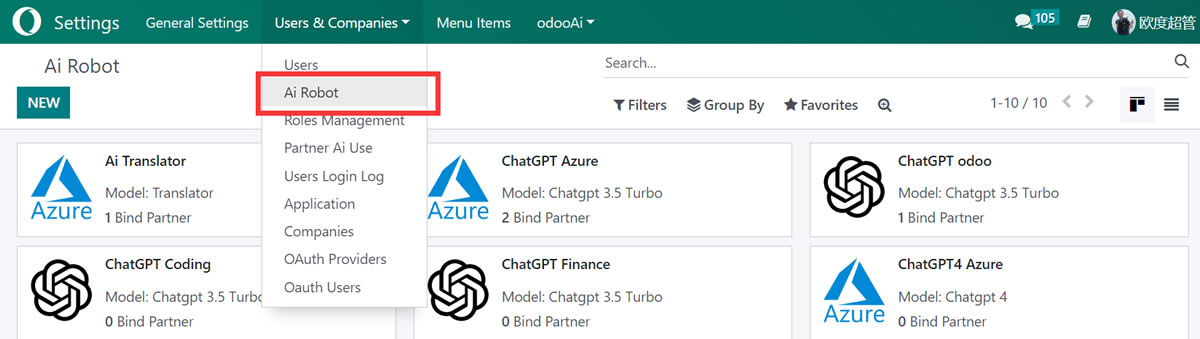 Settings General Settings Users & Companies Menu Items odooAi 105 欧度超管
Ai Robot
Search...
NEW
Filters Group By Favorites 1-10 / 10
Users
Ai Robot
Roles Management
Partner Ai Use
Users Login Log
Application
Companies
OAuth Providers
Oauth Users
Azure
Ai Translator
Model: Translator
1 Bind Partner
Azure
ChatGPT Azure
Model: Chatgpt 3.5 Turbo
2 Bind Partner
ChatGPT odoo
Model: Chatgpt 3.5 Turbo
1 Bind Partner
ChatGPT Coding
Model: Chatgpt 3.5 Turbo
0 Bind Partner
ChatGPT Finance
Model: Chatgpt 3.5 Turbo
0 Bind Partner
Azure
ChatGPT4 Azure
Model: Chatgpt 4
0 Bind Partner